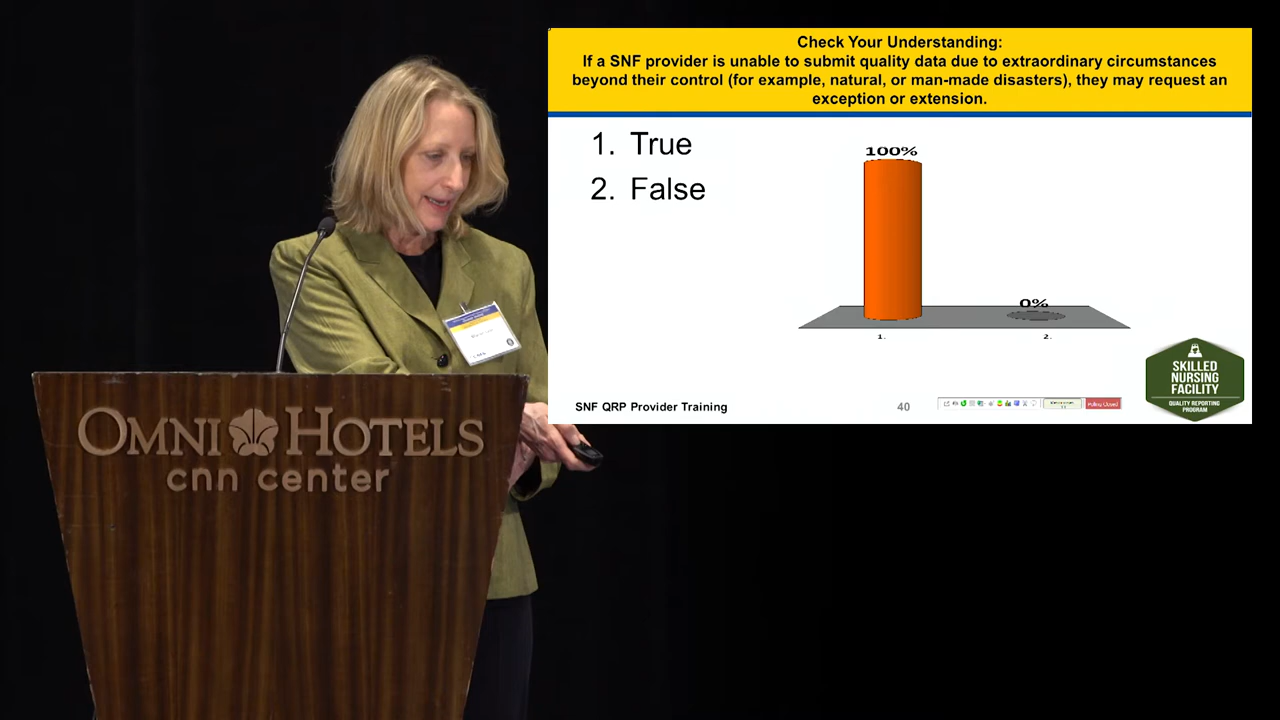 Check Your Understanding:
If a SNF provider is unable to submit quality data due to extraordinary circumstances
beyond their control (for example, natural, or man-made disasters), they may request an
exception or extension.
1. True
2. False
100%
0%
1.
2.
SKILLED
NURSING
FACILITY
QUALITY REPORTING
PROGRAM
SNF QRP Provider Training
40
Polling Closed
OMNI HOTELS
cnn center